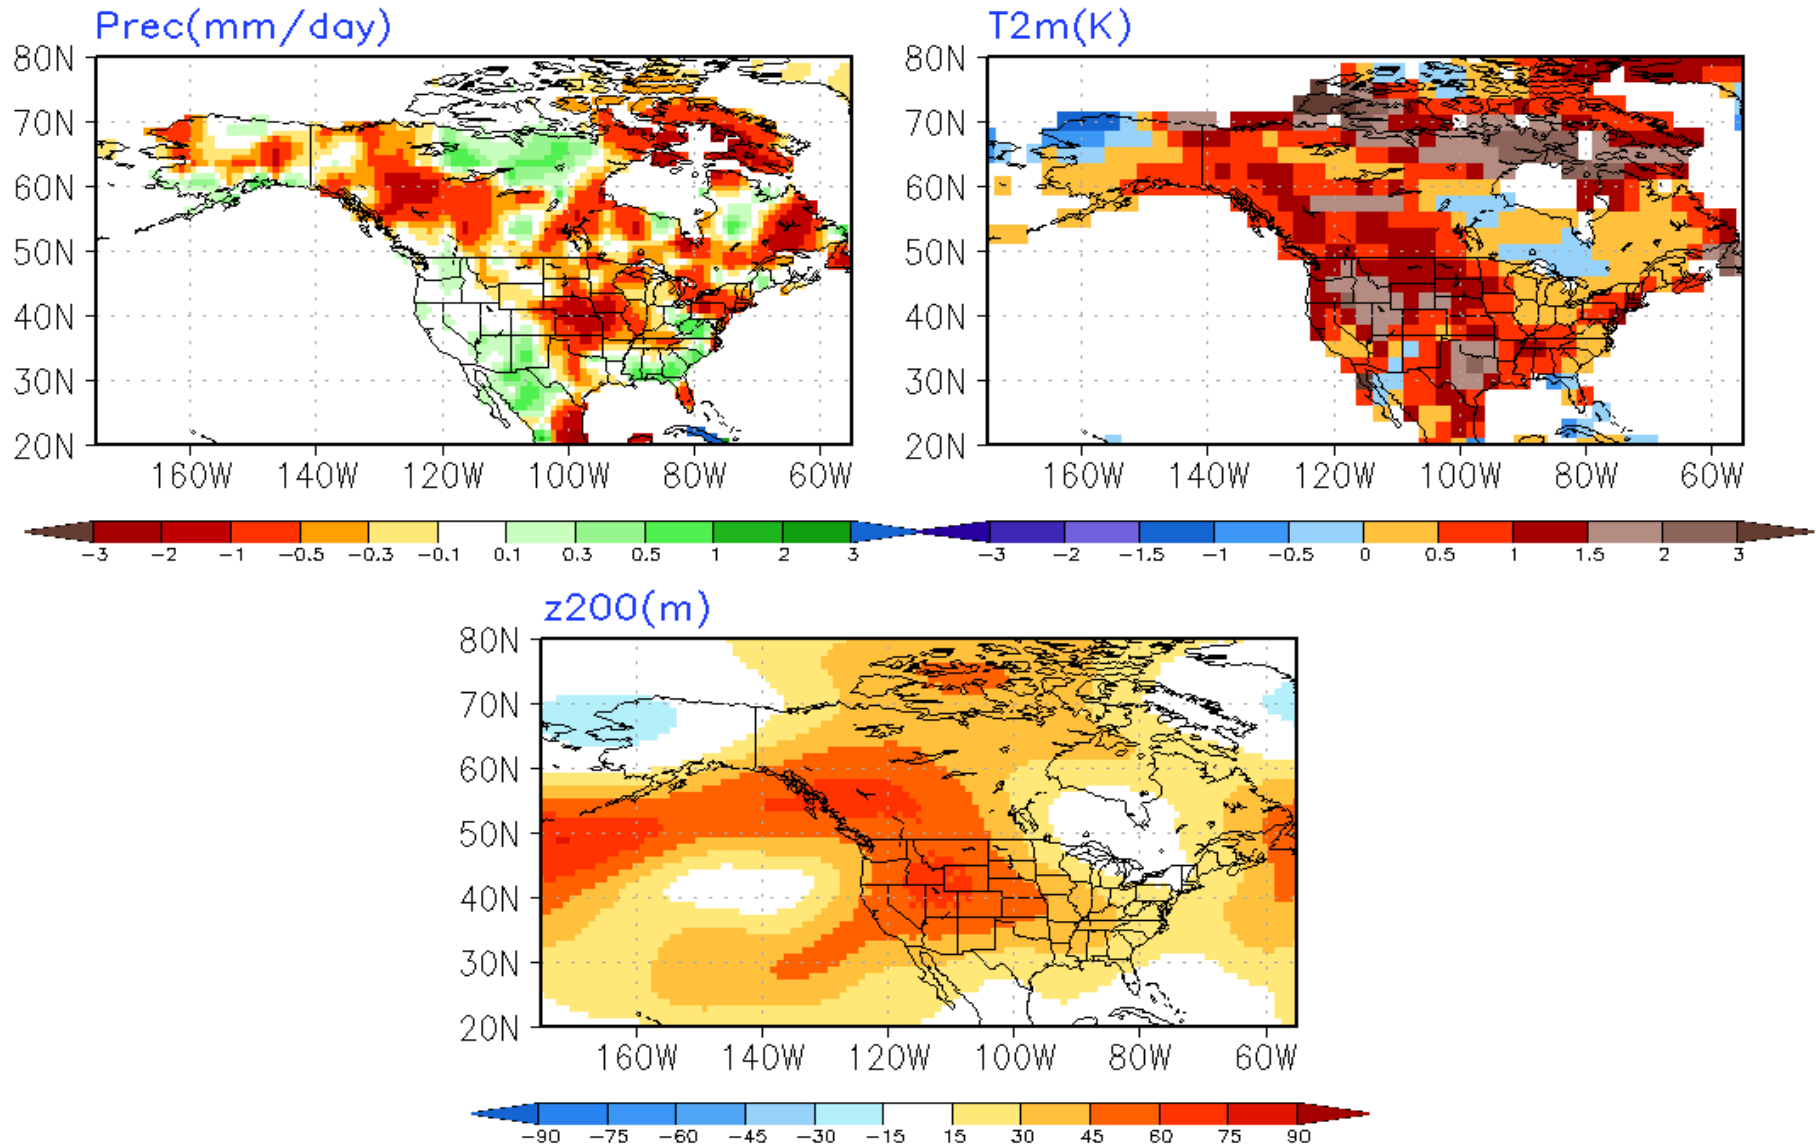 Prec(mm/day)
80N
70N
60N
50N
40N
30N
20N
160W 140W 120W 100W 80W 60W
-3 -2 -1 -0.5 -0.3 -0.1 0.1 0.3 0.5 1 2 3
T2m(K)
80N
70N
60N
50N
40N
30N
20N
160W 140W 120W 100W 80W 60W
-3 -2 -1.5 -1 -0.5 0 0.5 1 1.5 2 3
z200(m)
80N
70N
60N
50N
40N
30N
20N
160W 140W 120W 100W 80W 60W
-90 -75 -60 -45 -30 -15 15 30 45 60 75 90